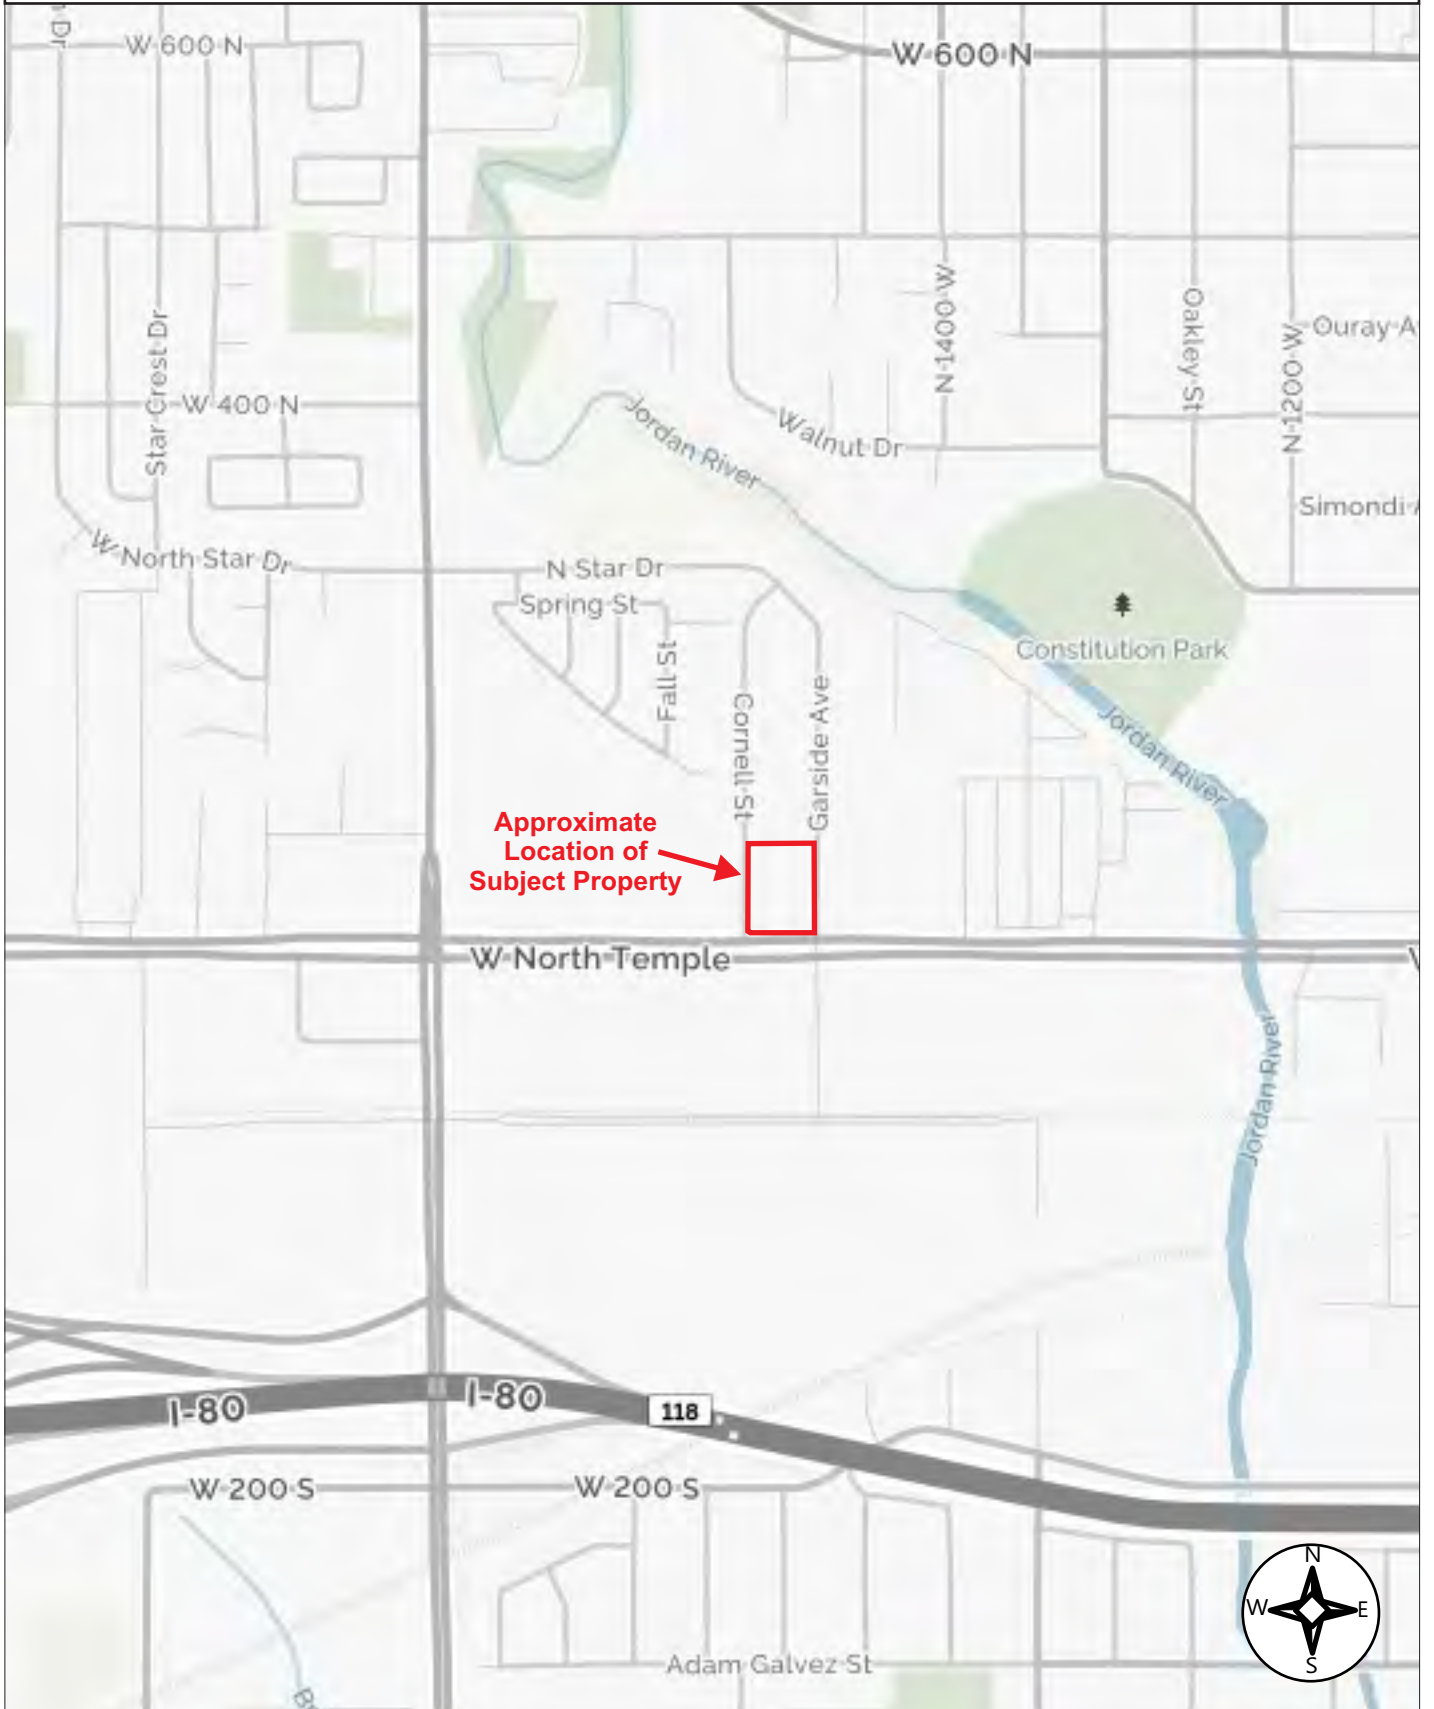 Dr
W 600 N
W 600 N
Star Crest Dr
W 400 N
N 1400 W
Oakley St
N 1200 W
Ouray A
Jordan River
Walnut Dr
Simondi A
W North Star Dr
N Star Dr
Spring St
Fall St
Cornell St
Garside Ave
Constitution Park
Jordan River
Approximate
Location of
Subject Property
W North Temple
Jordan River
I-80
I-80
118
W 200 S
W 200 S
Adam Galvez St
N
W
E
S